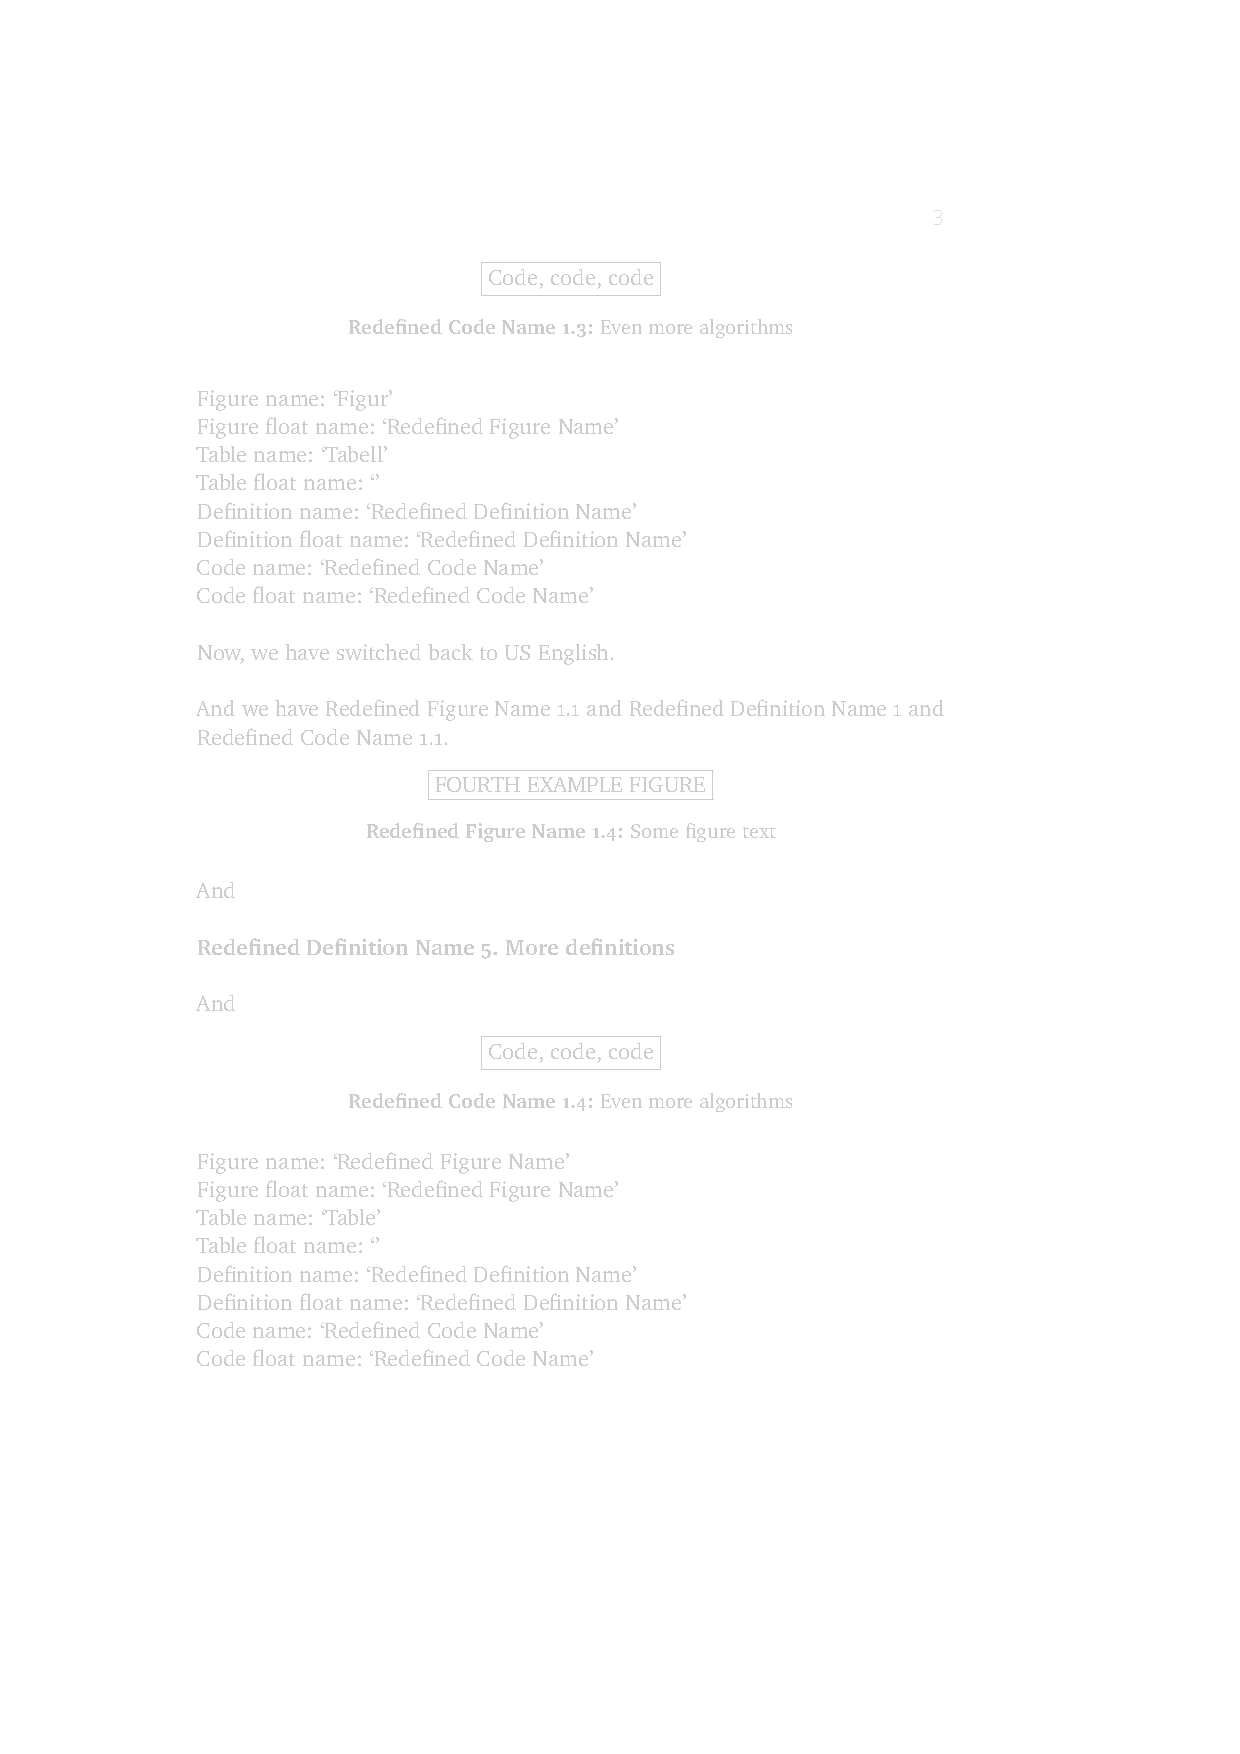 3
Code, code, code
Redefined Code Name 1.3: Even more algorithms
Figure name: ‘Figur’
Figure float name: ‘Redefined Figure Name’
Table name: ‘Tabell’
Table float name: ‘’
Definition name: ‘Redefined Definition Name’
Definition float name: ‘Redefined Definition Name’
Code name: ‘Redefined Code Name’
Code float name: ‘Redefined Code Name’
Now, we have switched back to US English.
And we have Redefined Figure Name 1.1 and Redefined Definition Name 1 and
Redefined Code Name 1.1.
FOURTH EXAMPLE FIGURE
Redefined Figure Name 1.4: Some figure text
And
Redefined Definition Name 5. More definitions
And
Code, code, code
Redefined Code Name 1.4: Even more algorithms
Figure name: ‘Redefined Figure Name’
Figure float name: ‘Redefined Figure Name’
Table name: ‘Table’
Table float name: ‘’
Definition name: ‘Redefined Definition Name’
Definition float name: ‘Redefined Definition Name’
Code name: ‘Redefined Code Name’
Code float name: ‘Redefined Code Name’